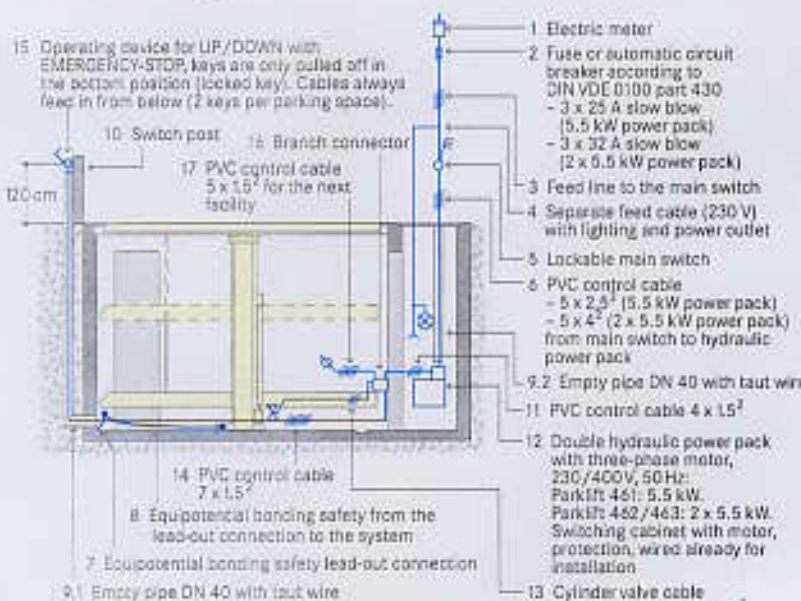 15 Operating device for UP/DOWN with
EMERGENCY-STOP, keys are only pulled off in
the bottom position (locked key). Cables always
feed in from below (2 keys per parking space).
10 Switch post
16 Branch connector
17 PVC control cable
5 x 1,5² for the next
facility
120 cm
1 Electric meter
2 Fuse or automatic circuit
breaker according to
DIN VDE 0100 part 430
- 3 x 25 A slow blow
(5.5 kW power pack)
- 3 x 32 A slow blow
(2 x 5.5 kW power pack)
3 Feed line to the main switch
4 Separate feed cable (230 V)
with lighting and power outlet
5 Lockable main switch
6 PVC control cable
- 5 x 2,5² (5.5 kW power pack)
- 5 x 4² (2 x 5.5 kW power pack)
from main switch to hydraulic
power pack
9.2 Empty pipe DN 40 with taut wire
11 PVC control cable 4 x 1.5²
12 Double hydraulic power pack
with three-phase motor,
230/400V, 50 Hz:
Parklift 461: 5.5 kW.
Parklift 462/463: 2 x 5.5 kW.
Switching cabinet with motor,
protection, wired already for
installation
13 Cylinder valve cable
14 PVC control cable
7 x 1.5²
8 Equipotential bonding safety from the
lead-out connection to the system
7 Equipotential bonding safety lead-out connection
9.1 Empty pipe DN 40 with taut wire